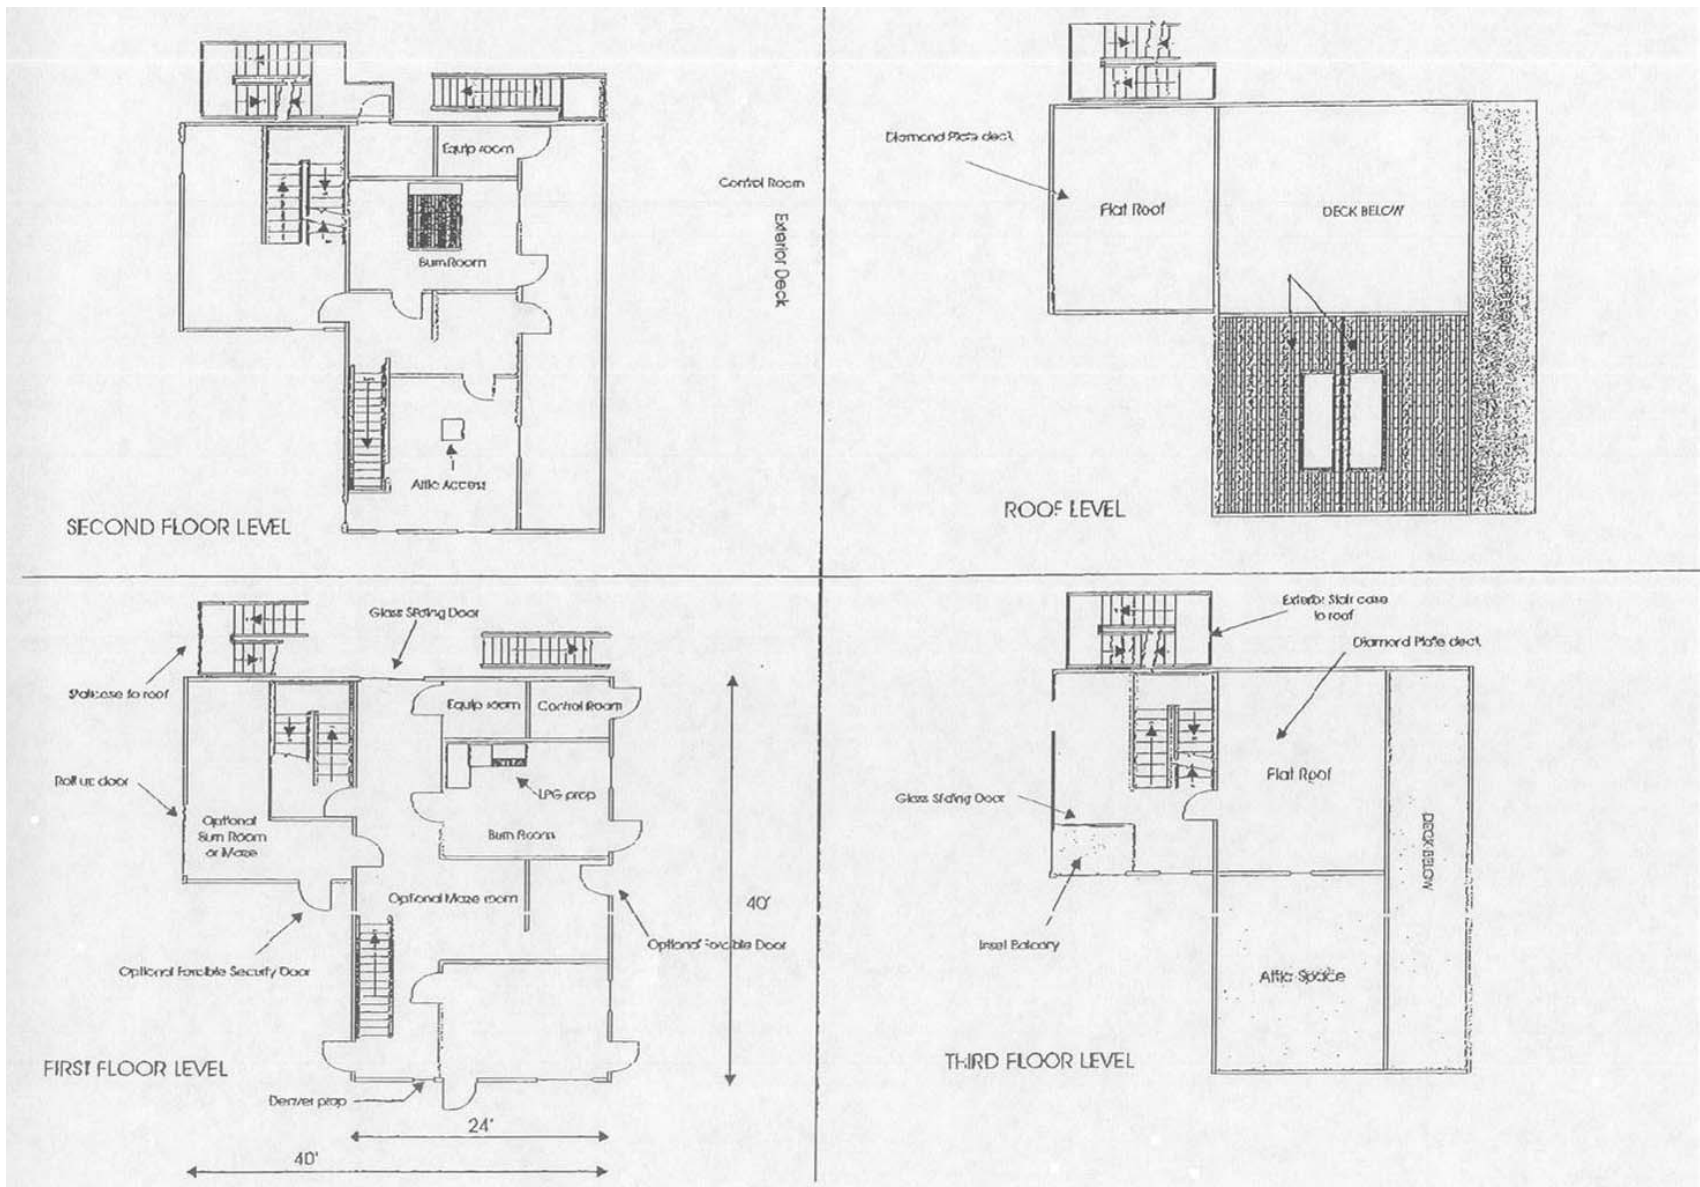 Equip room
Burn Room
Attic Access
SECOND FLOOR LEVEL
Control Room
Exterior Deck
Diamond Plate deck
Flat Roof
DECK BELOW
DECK BELOW
ROOF LEVEL
Glass Sliding Door
Staircase to roof
Equip room
Control Room
Roll up door
LPG prop
Optional
Burn Room
or Maze
Burn Room
Optional Maze room
40'
Optional Forcible Door
Optional Forcible Security Door
FIRST FLOOR LEVEL
Denver prop
24'
40'
Exterior Stair case
to roof
Diamond Plate deck
Flat Roof
Glass Sliding Door
DECK BELOW
Inset Balcony
Attic Space
THIRD FLOOR LEVEL